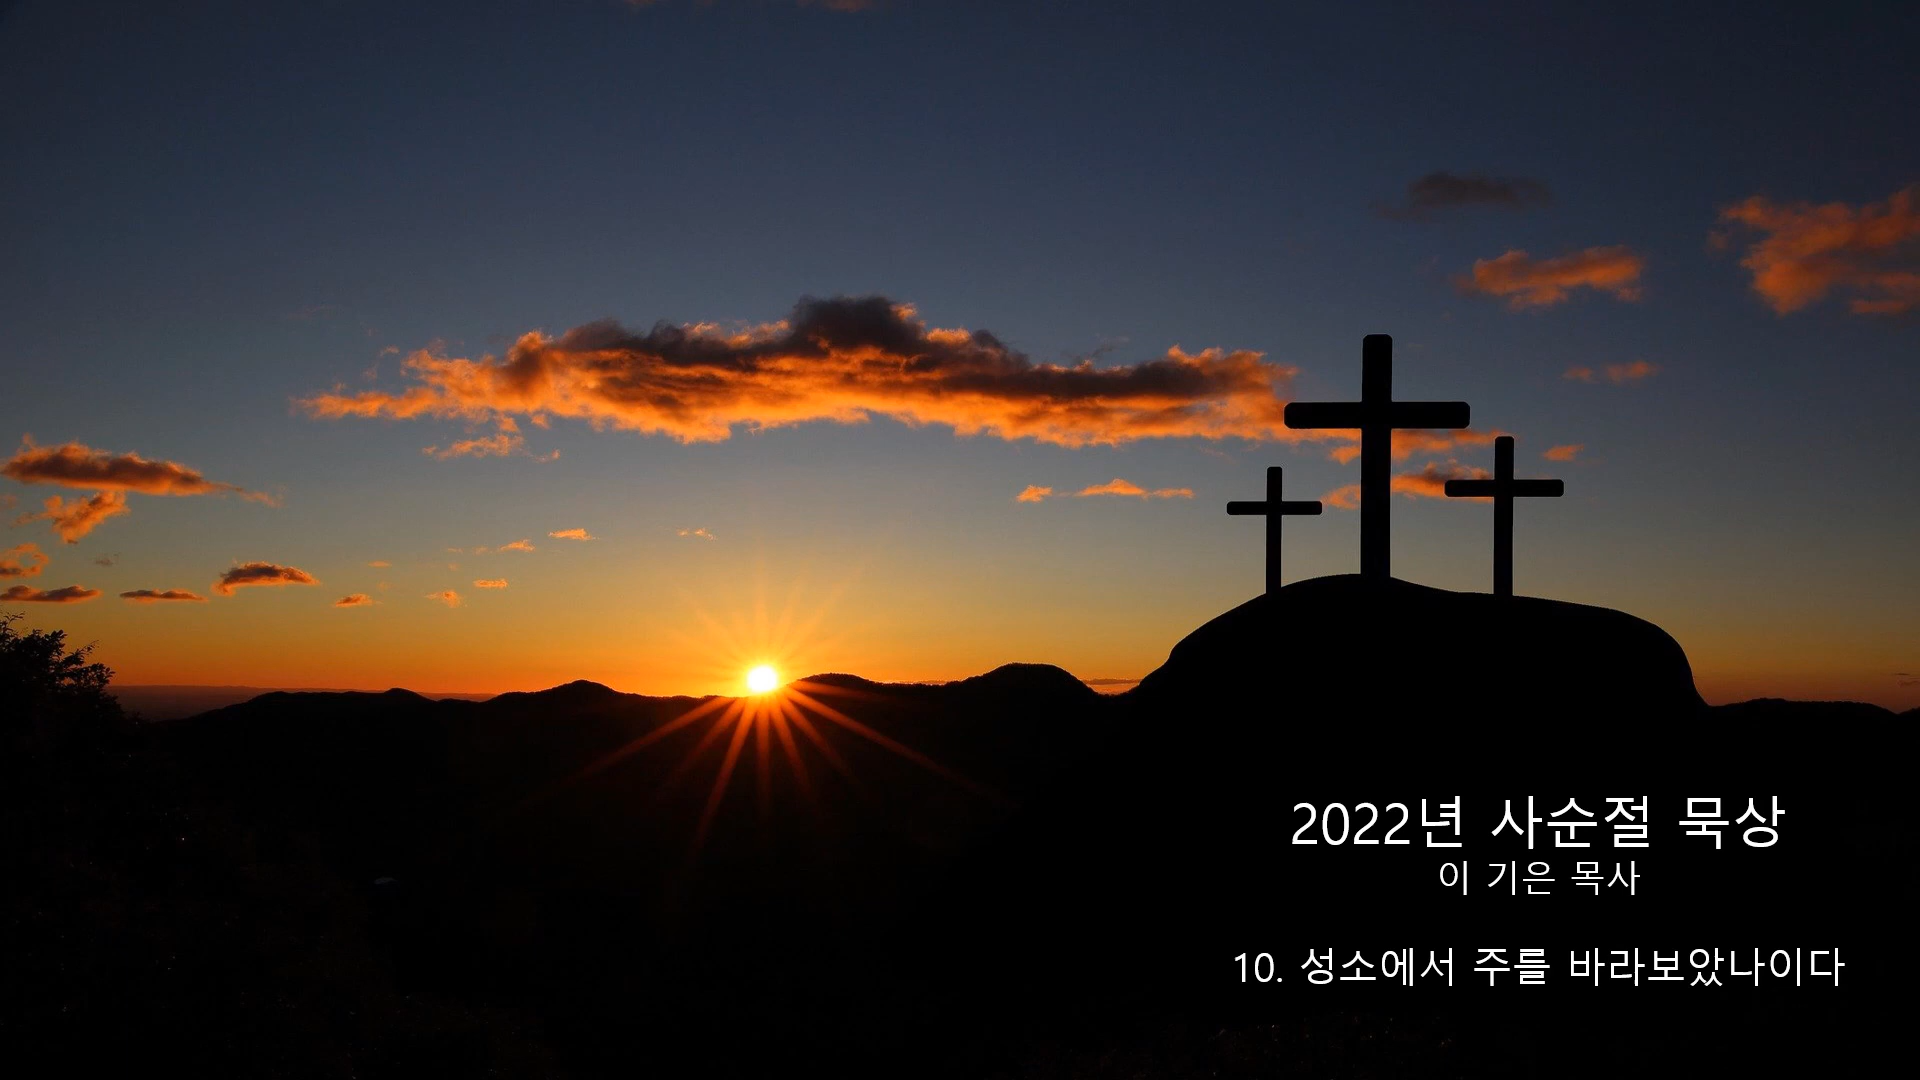 2022년 사순절 묵상
이 기은 목사
10. 성소에서 주를 바라보았나이다